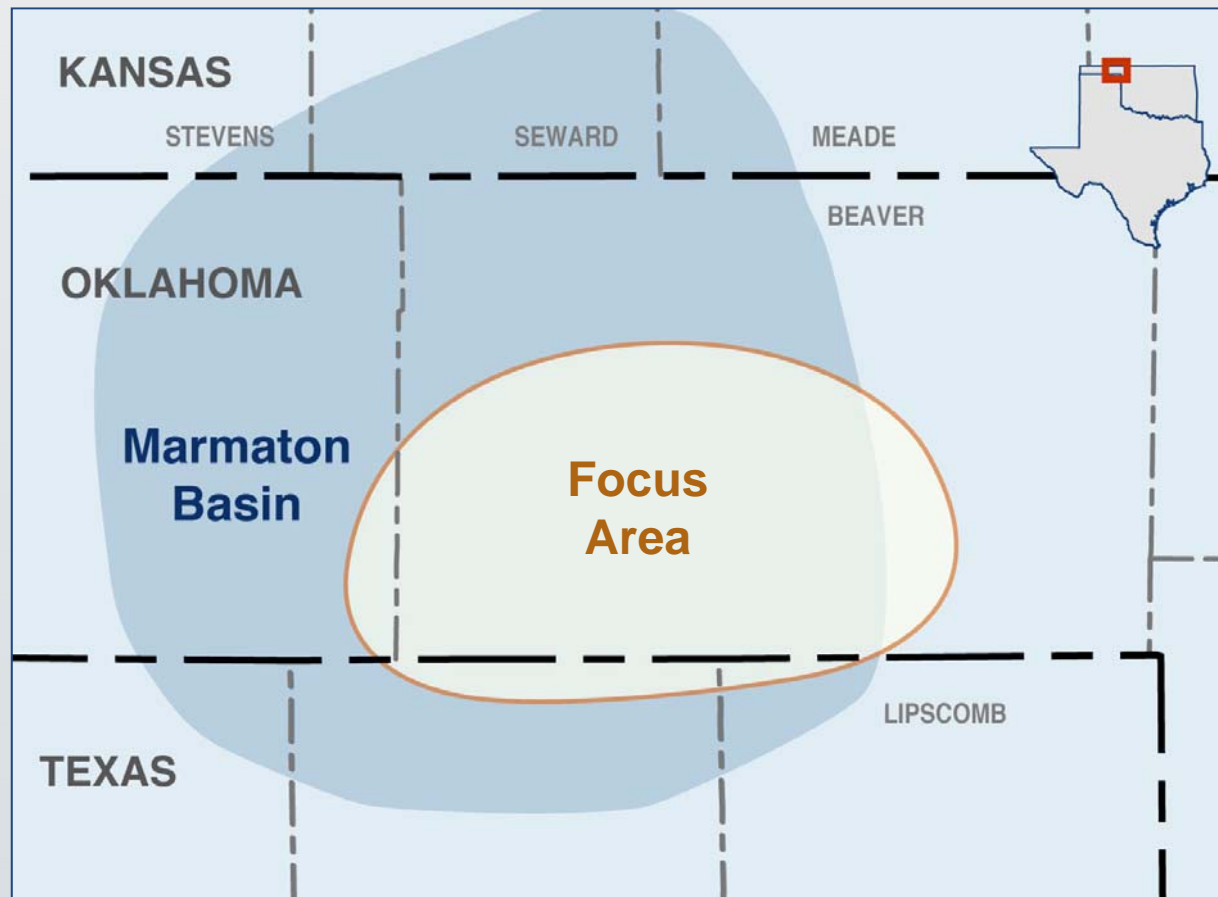 KANSAS
STEVENS
SEWARD
MEADE
BEAVER
OKLAHOMA
Marmaton
Basin
Focus
Area
LIPSCOMB
TEXAS